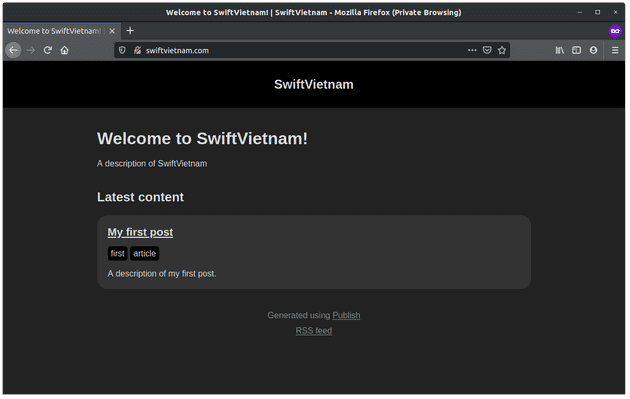 Welcome to SwiftVietnam! | SwiftVietnam - Mozilla Firefox (Private Browsing)
Welcome to SwiftVietnam!
swiftvietnam.com
SwiftVietnam
Welcome to SwiftVietnam!
A description of SwiftVietnam
Latest content
My first post
first article
A description of my first post.
Generated using Publish
RSS feed